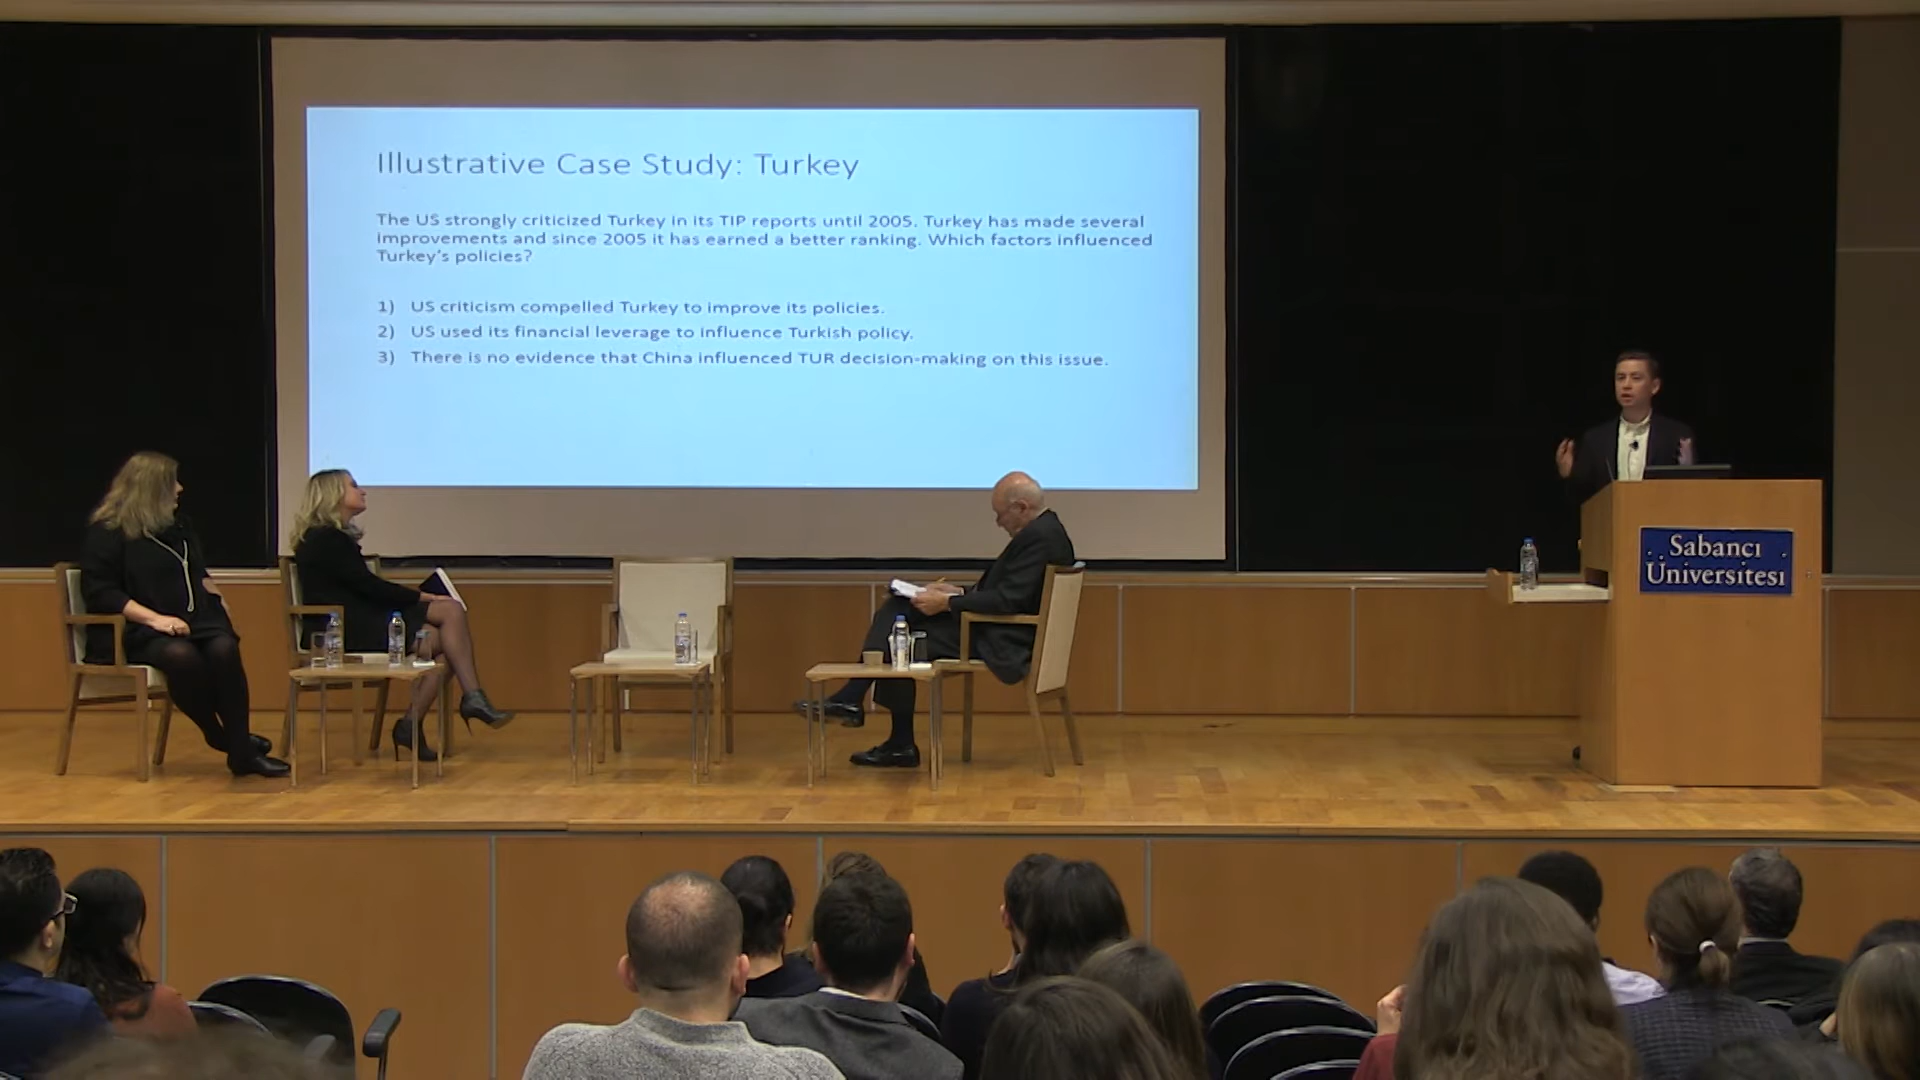 Illustrative Case Study: Turkey
The US strongly criticized Turkey in its TIP reports until 2005. Turkey has made several
improvements and since 2005 it has earned a better ranking. Which factors influenced
Turkey's policies?
1) US criticism compelled Turkey to improve its policies.
2) US used its financial leverage to influence Turkish policy.
3) There is no evidence that China influenced TUR decision-making on this issue.
Sabancı
Üniversitesi